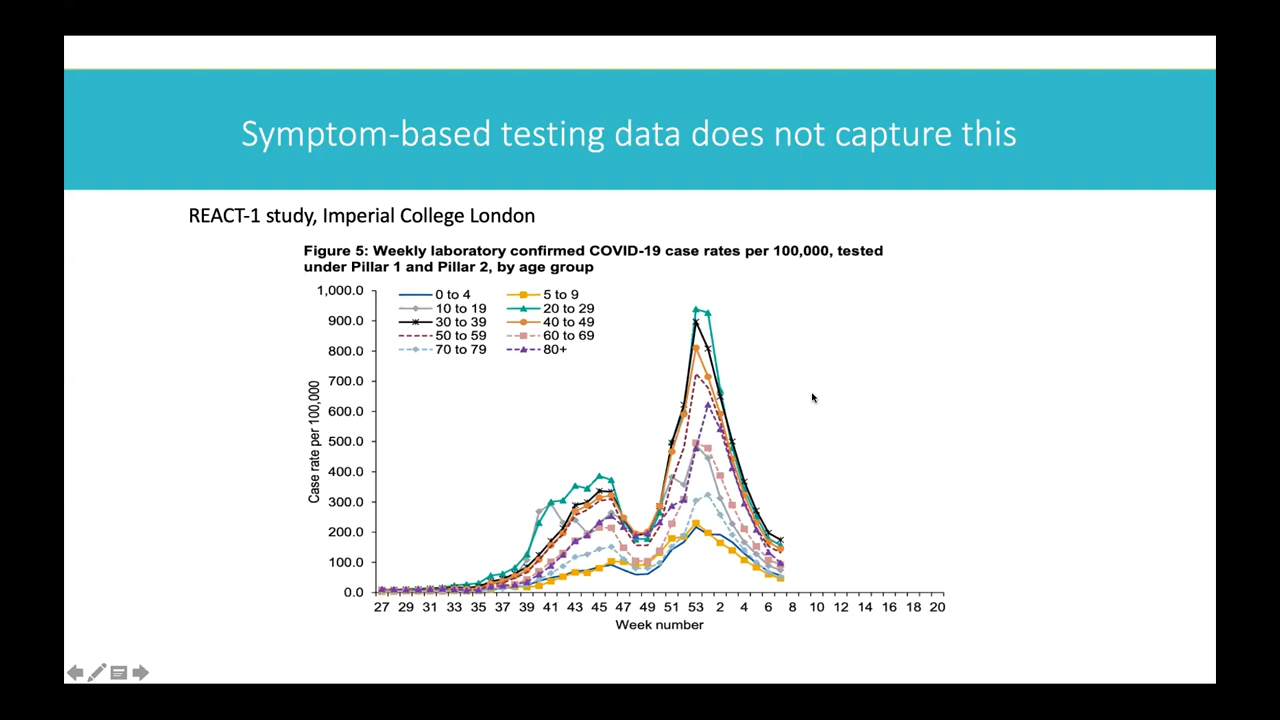 Symptom-based testing data does not capture this
REACT-1 study, Imperial College London
Figure 5: Weekly laboratory confirmed COVID-19 case rates per 100,000, tested
under Pillar 1 and Pillar 2, by age group
0 to 4 5 to 9
10 to 19 20 to 29
30 to 39 40 to 49
50 to 59 60 to 69
70 to 79 80+
Case rate per 100,000
1,000.0
900.0
800.0
700.0
600.0
500.0
400.0
300.0
200.0
100.0
0.0
27 29 31 33 35 37 39 41 43 45 47 49 51 53 2 4 6 8 10 12 14 16 18 20
Week number